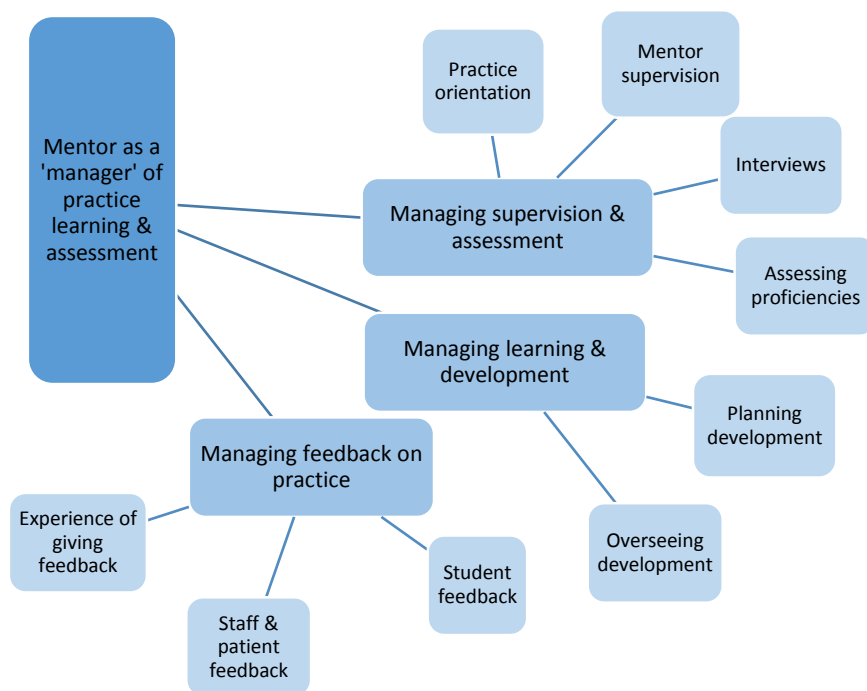 Mentor as a
'manager' of
practice
learning &
assessment
Practice
orientation
Mentor
supervision
Interviews
Managing supervision &
assessment
Assessing
proficiencies
Managing learning &
development
Planning
development
Overseeing
development
Managing feedback on
practice
Experience of
giving
feedback
Staff &
patient
feedback
Student
feedback